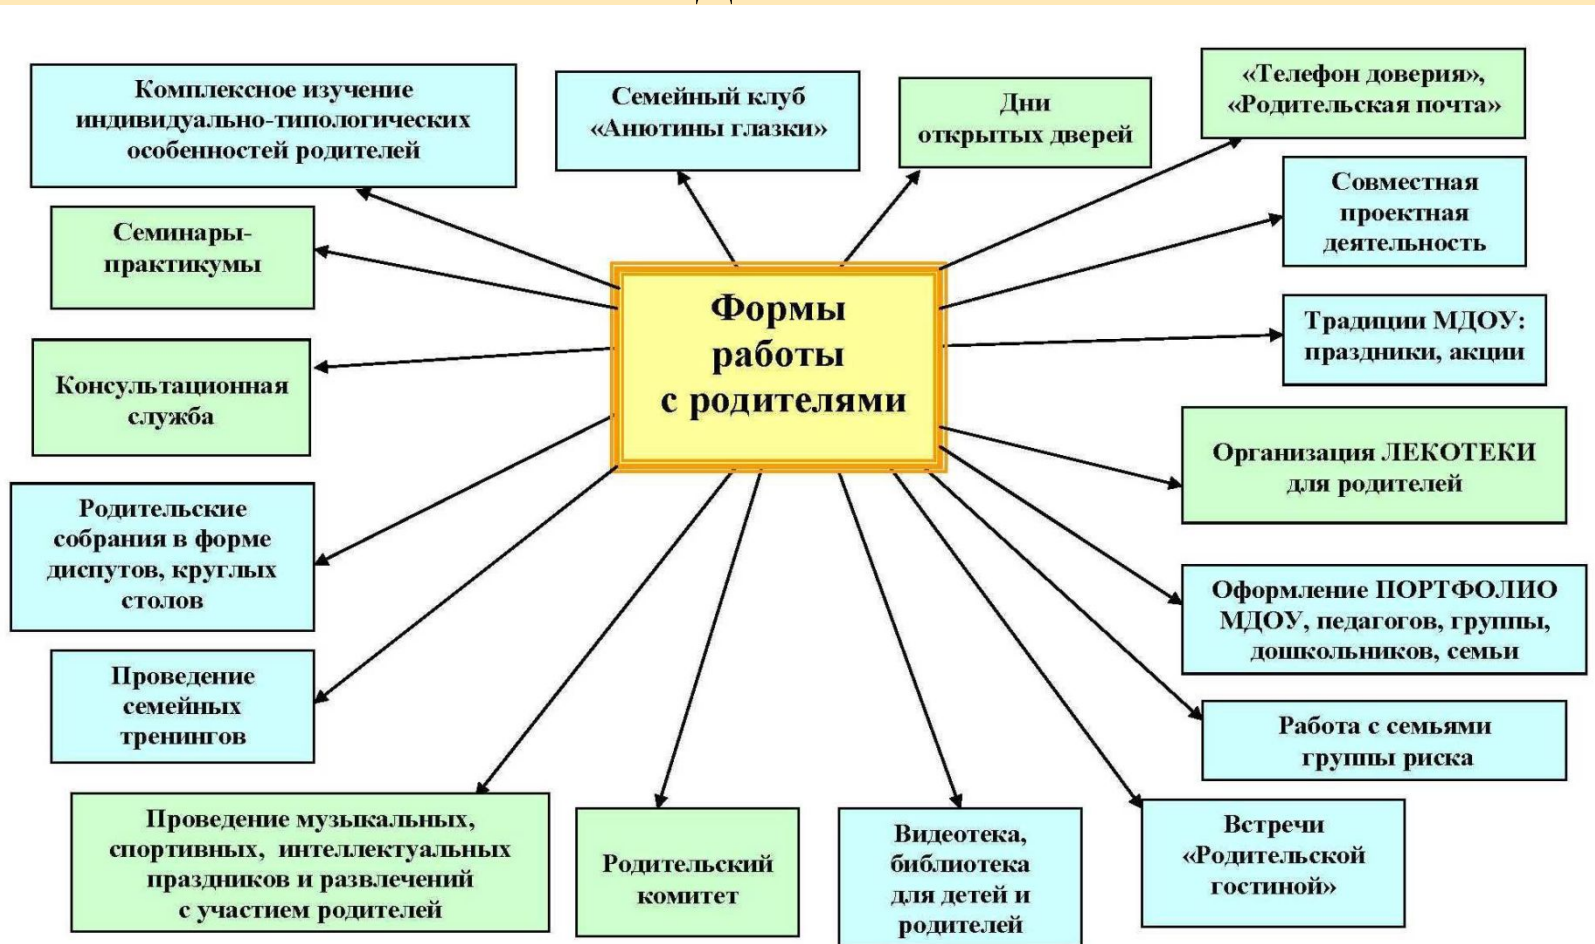 Комплексное изучение
индивидуально-типологических
особенностей родителей
Семейный клуб
«Анютины глазки»
Дни
открытых дверей
«Телефон доверия»,
«Родительская почта»
Семинары-
практикумы
Совместная
проектная
деятельность
Формы
работы
с родителями
Традиции МДОУ:
праздники, акции
Консультационная
служба
Организация ЛЕКОТЕКИ
для родителей
Родительские
собрания в форме
диспутов, круглых
столов
Оформление ПОРТФОЛИО
МДОУ, педагогов, группы,
дошкольников, семьи
Проведение
семейных
тренингов
Работа с семьями
группы риска
Проведение музыкальных,
спортивных, интеллектуальных
праздников и развлечений
с участием родителей
Родительский
комитет
Видеотека,
библиотека
для детей и
родителей
Встречи
«Родительской
гостиной»